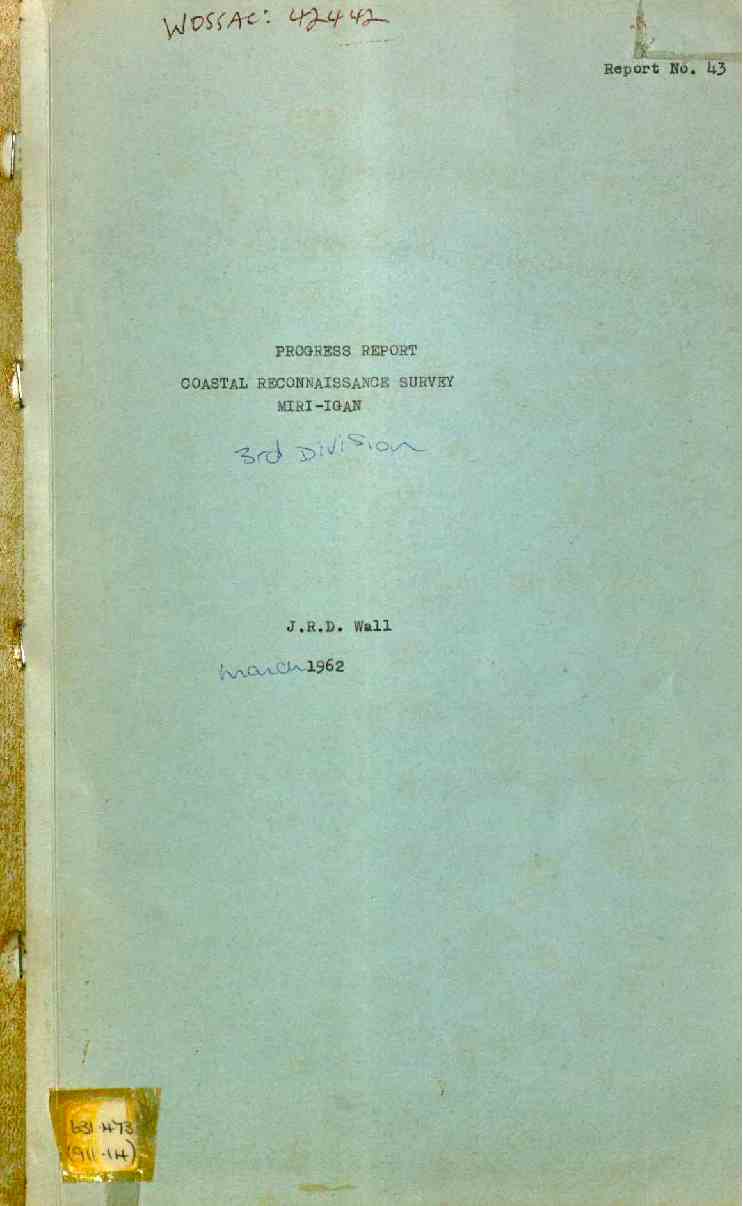 WOSSAC: 42442
Report No. 43
PROGRESS REPORT
COASTAL RECONNAISSANCE SURVEY
MIRI-IGAN
3rd Division
J.R.D. Wall
March 1962
631.473
(911.14)